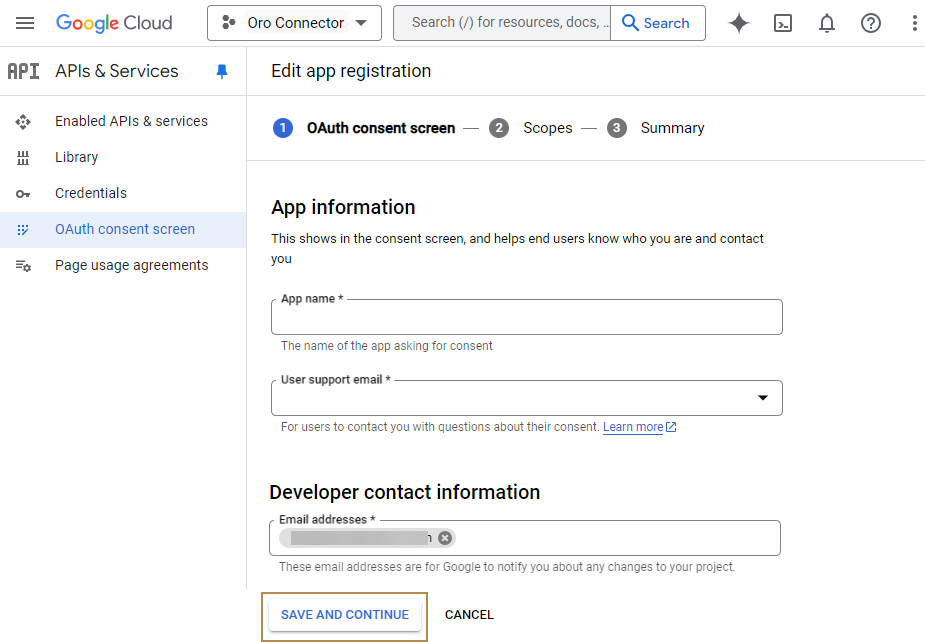 Google Cloud
Oro Connector
Search (/) for resources, docs, ..
Search
API
APIs & Services
Edit app registration
Enabled APIs & services
Library
Credentials
OAuth consent screen
Page usage agreements
1 OAuth consent screen — 2 Scopes — 3 Summary
App information
This shows in the consent screen, and helps end users know who you are and contact
you
App name *
The name of the app asking for consent
User support email *
For users to contact you with questions about their consent. Learn more
Developer contact information
Email addresses *
These email addresses are for Google to notify you about any changes to your project.
SAVE AND CONTINUE
CANCEL